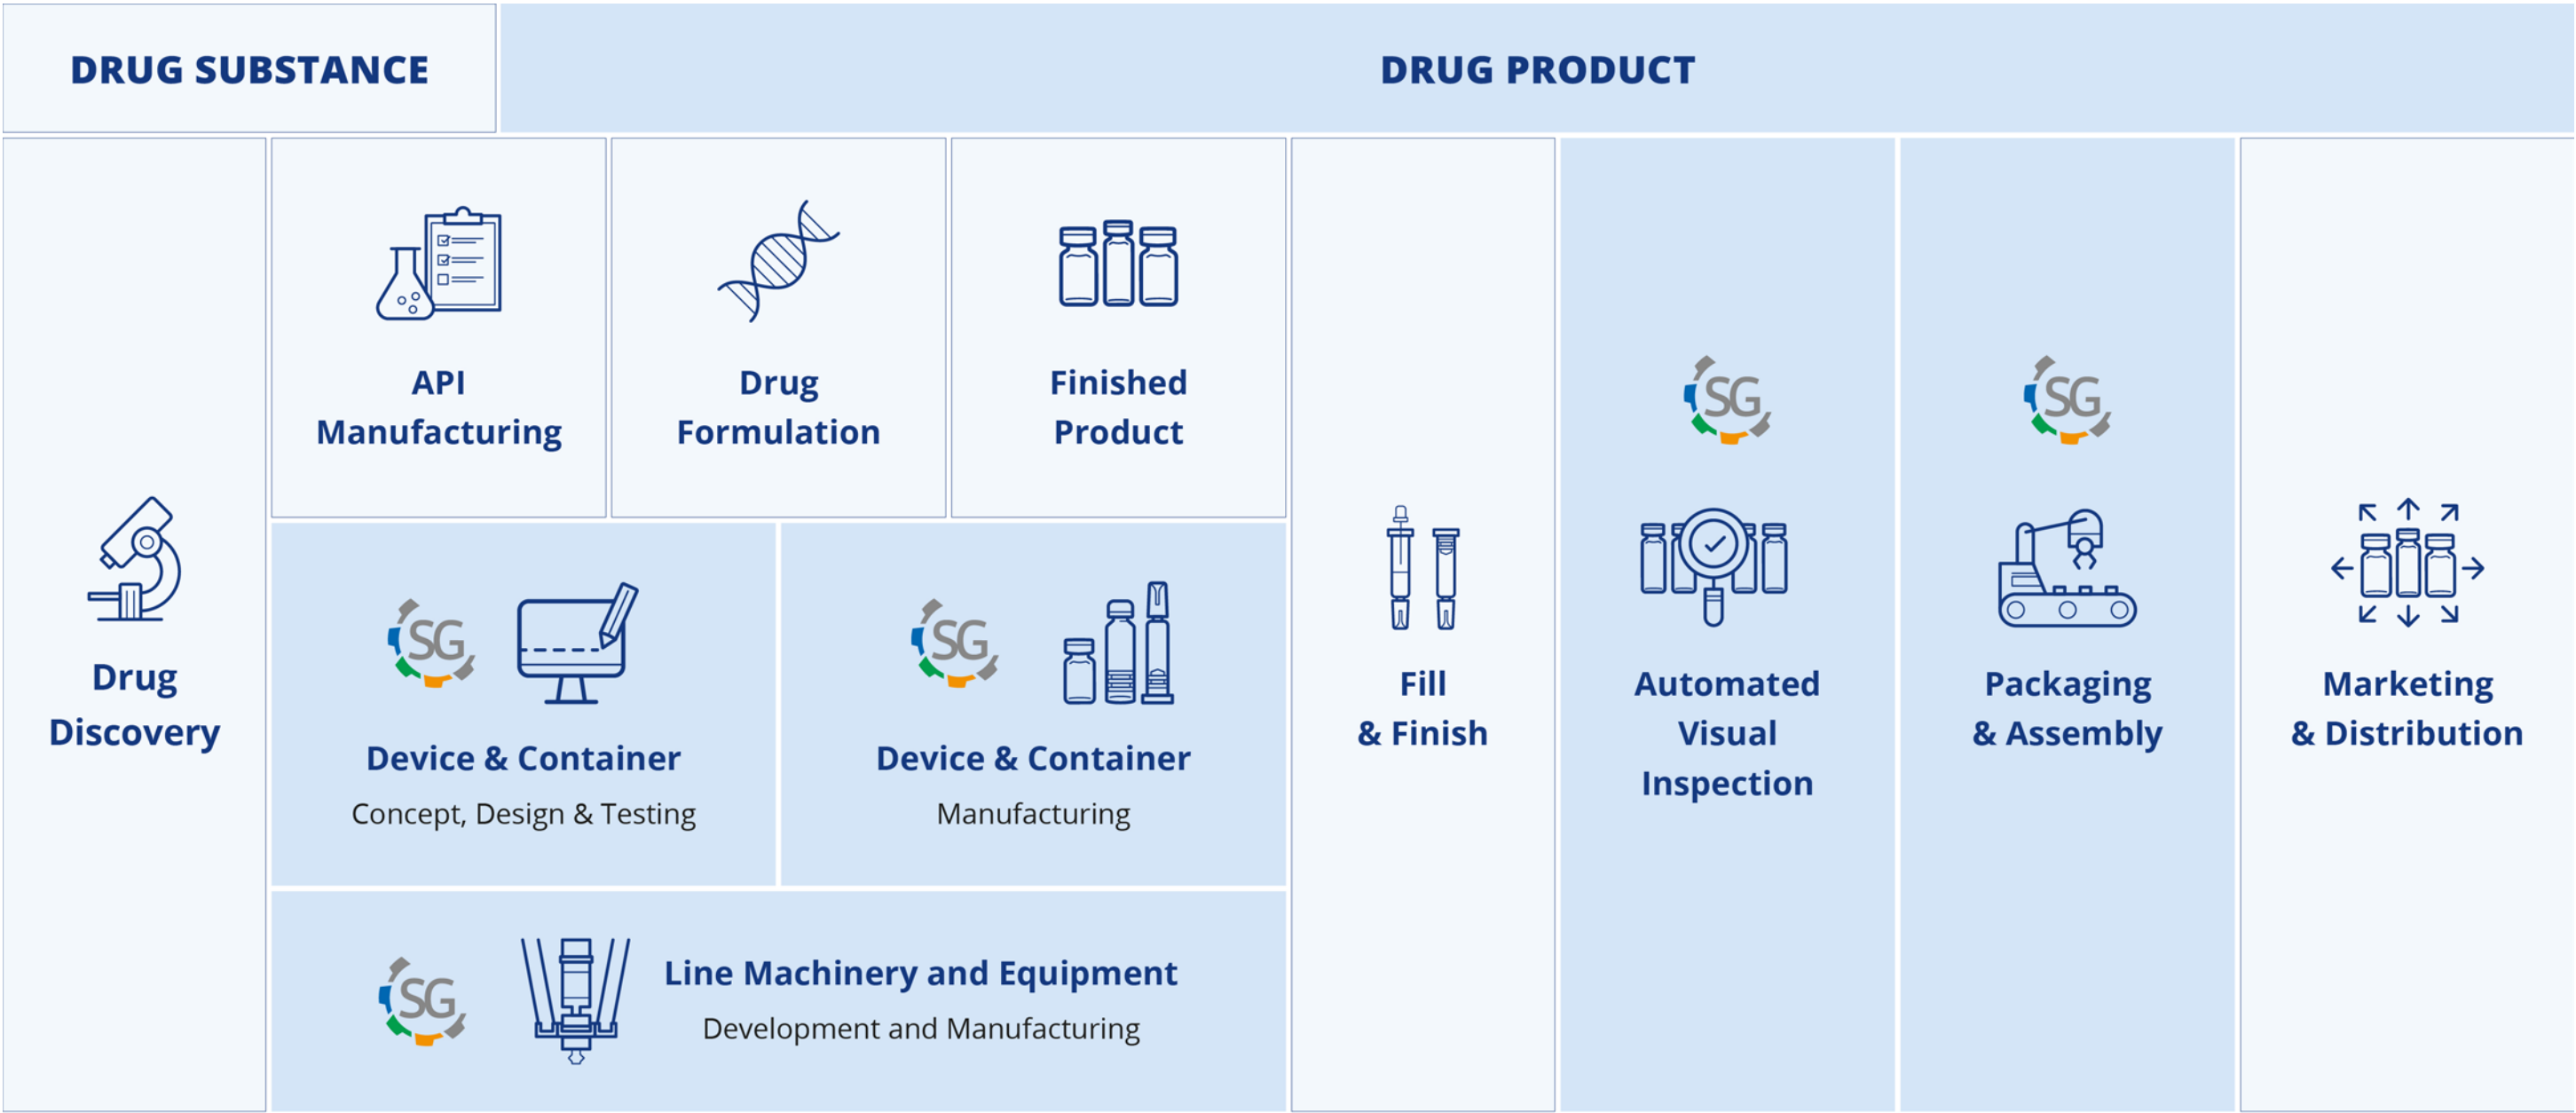 DRUG SUBSTANCE
DRUG PRODUCT
Drug
Discovery
API
Manufacturing
Drug
Formulation
Finished
Product
SG
Device & Container
Concept, Design & Testing
SG
Device & Container
Manufacturing
SG
Line Machinery and Equipment
Development and Manufacturing
Fill
& Finish
SG
Automated
Visual
Inspection
SG
Packaging
& Assembly
Marketing
& Distribution